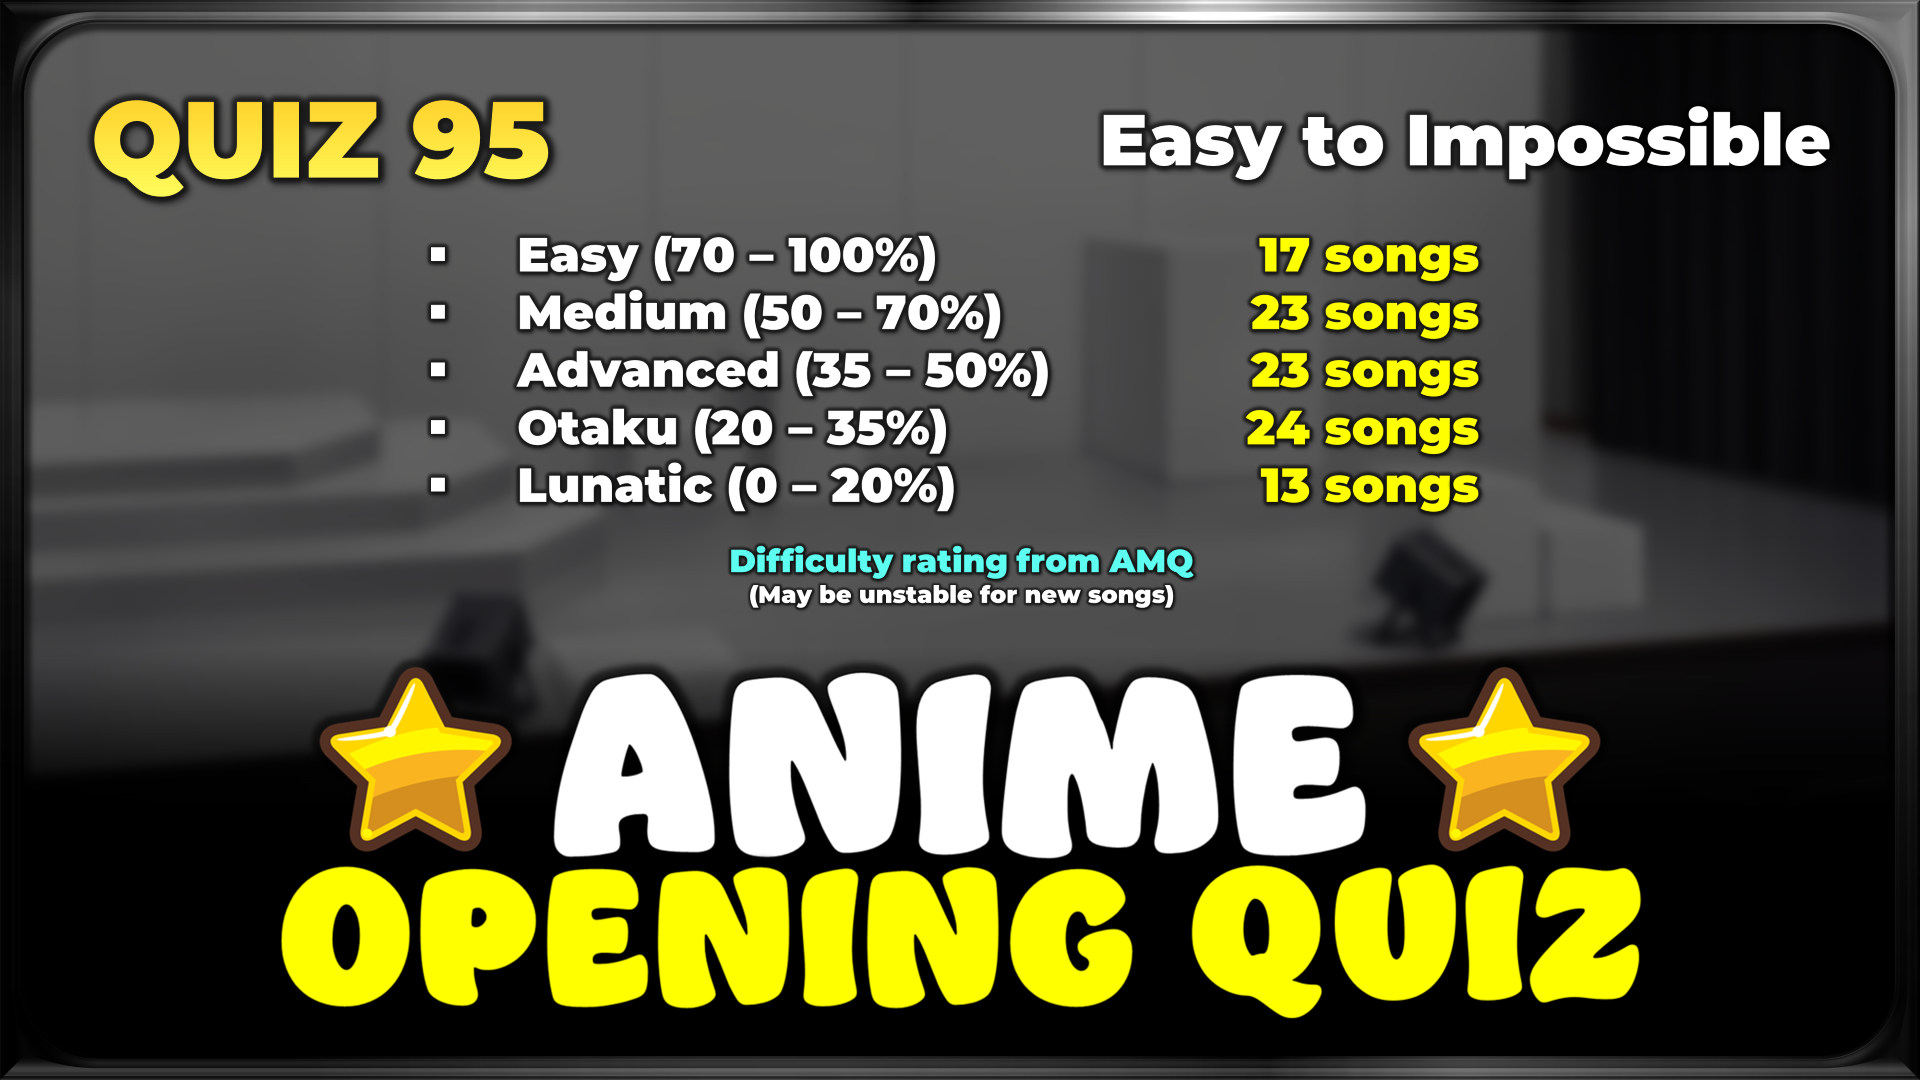 QUIZ 95
Easy to Impossible
▪ Easy (70 – 100%) 17 songs
▪ Medium (50 – 70%) 23 songs
▪ Advanced (35 – 50%) 23 songs
▪ Otaku (20 – 35%) 24 songs
▪ Lunatic (0 – 20%) 13 songs
Difficulty rating from AMQ
(May be unstable for new songs)
ANIME
OPENING QUIZ